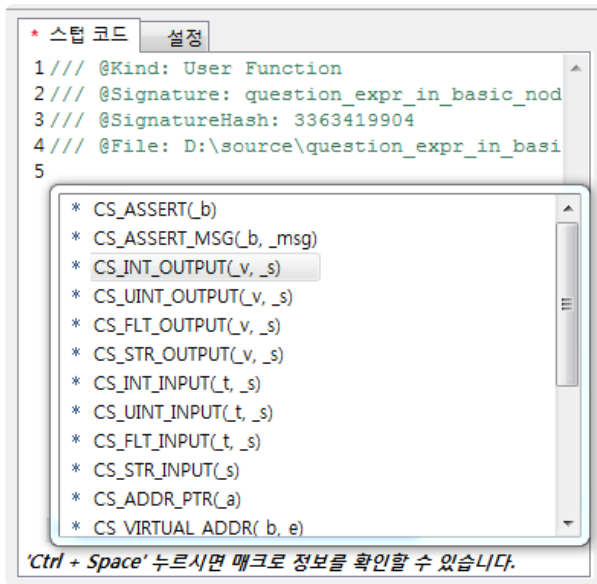 * 스텁 코드 설정
1 /// @Kind: User Function
2 /// @Signature: question_expr_in_basic_nod
3 /// @SignatureHash: 3363419904
4 /// @File: D:\source\question_expr_in_basi
5
* CS_ASSERT(_b)
* CS_ASSERT_MSG(_b, _msg)
* CS_INT_OUTPUT(_v, _s)
* CS_UINT_OUTPUT(_v, _s)
* CS_FLT_OUTPUT(_v, _s)
* CS_STR_OUTPUT(_v, _s)
* CS_INT_INPUT(_t, _s)
* CS_UINT_INPUT(_t, _s)
* CS_FLT_INPUT(_t, _s)
* CS_STR_INPUT(_s)
* CS_ADDR_PTR(_a)
* CS_VIRTUAL_ADDR(_b, e)
'Ctrl + Space' 누르시면 매크로 정보를 확인할 수 있습니다.